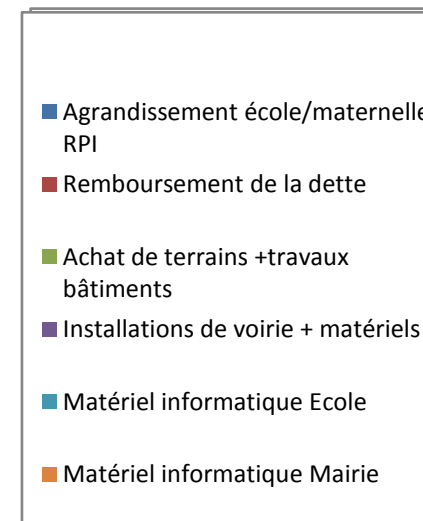 Agrandissement école/maternelle
RPI
Remboursement de la dette
Achat de terrains +travaux
bâtiments
Installations de voirie + matériels
Matériel informatique Ecole
Matériel informatique Mairie